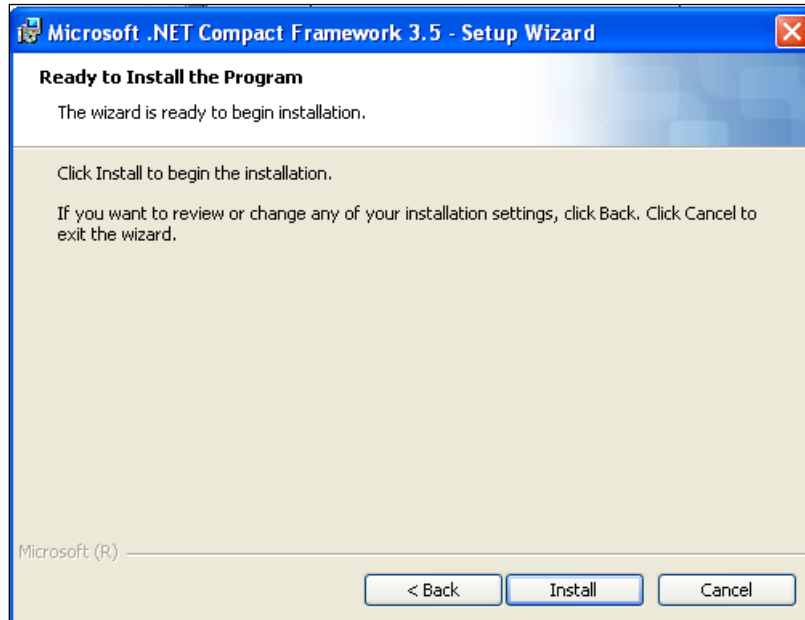 Microsoft .NET Compact Framework 3.5 - Setup Wizard
Ready to Install the Program
The wizard is ready to begin installation.
Click Install to begin the installation.
If you want to review or change any of your installation settings, click Back. Click Cancel to
exit the wizard.
Microsoft (R)
< Back Install Cancel